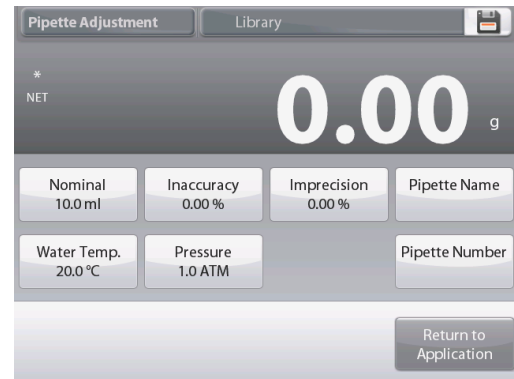 Pipette Adjustment Library
*
NET
0.00 g
Nominal
10.0 ml
Inaccuracy
0.00 %
Imprecision
0.00 %
Pipette Name
Water Temp.
20.0 °C
Pressure
1.0 ATM
Pipette Number
Return to
Application